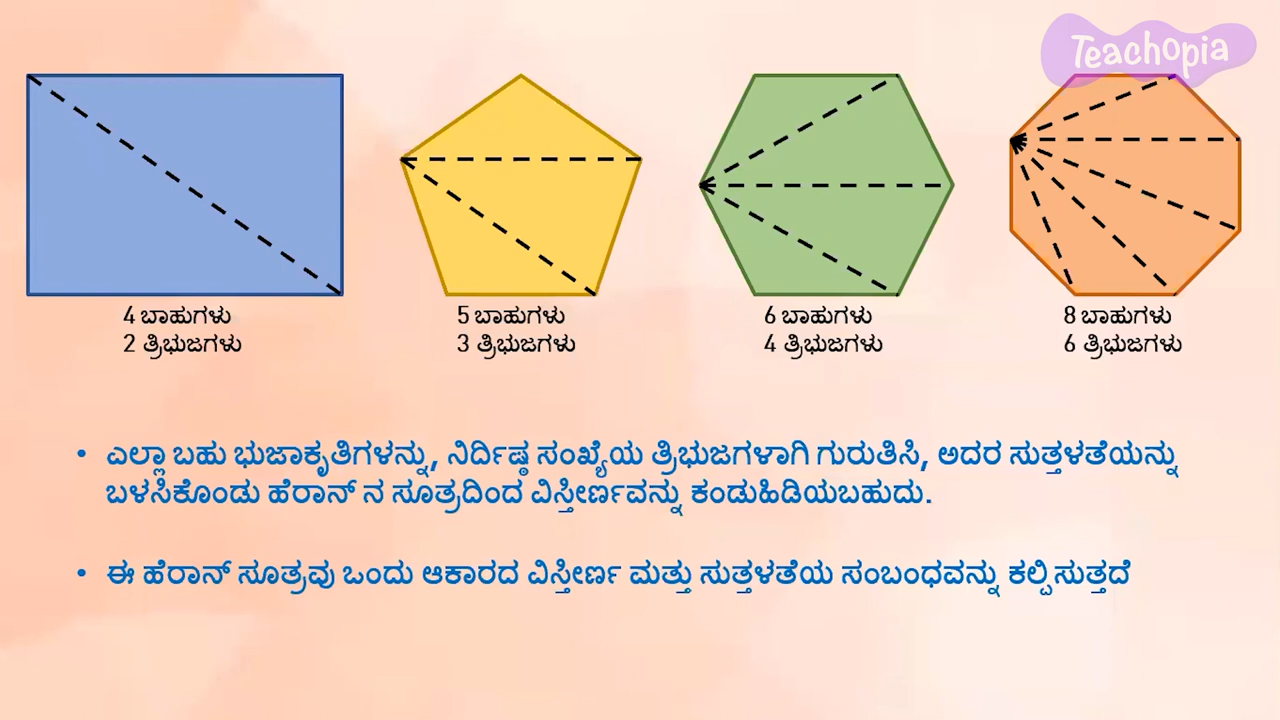 Teachopia
4 ಬಾಹುಗಳು
2 ತ್ರಿಭುಜಗಳು
5 ಬಾಹುಗಳು
3 ತ್ರಿಭುಜಗಳು
6 ಬಾಹುಗಳು
4 ತ್ರಿಭುಜಗಳು
8 ಬಾಹುಗಳು
6 ತ್ರಿಭುಜಗಳು
• ಎಲ್ಲಾ ಬಹು ಭುಜಾಕೃತಿಗಳನ್ನು, ನಿರ್ದಿಷ್ಠ ಸಂಖ್ಯೆಯ ತ್ರಿಭುಜಗಳಾಗಿ ಗುರುತಿಸಿ, ಅದರ ಸುತ್ತಳತೆಯನ್ನು
ಬಳಸಿಕೊಂಡು ಹೆರಾನ್ ನ ಸೂತ್ರದಿಂದ ವಿಸ್ತೀರ್ಣವನ್ನು ಕಂಡುಹಿಡಿಯಬಹುದು.
• ಈ ಹೆರಾನ್ ಸೂತ್ರವು ಒಂದು ಆಕಾರದ ವಿಸ್ತೀರ್ಣ ಮತ್ತು ಸುತ್ತಳತೆಯ ಸಂಬಂಧವನ್ನು ಕಲ್ಪಿಸುತ್ತದೆ